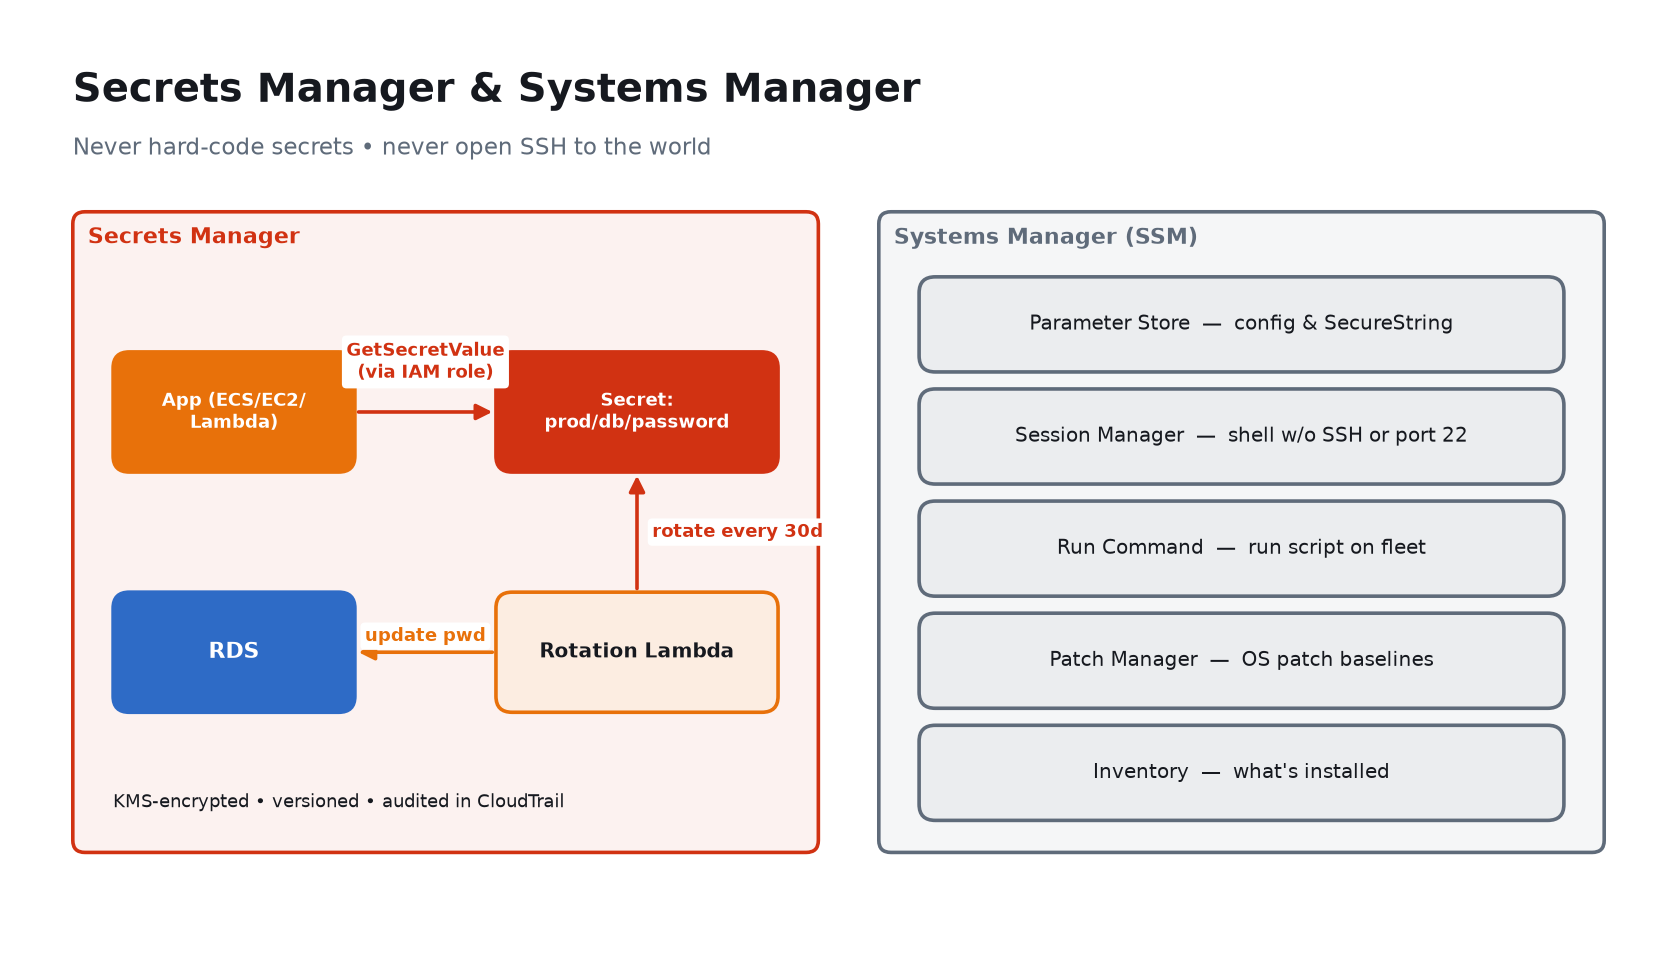 Secrets Manager & Systems Manager
Never hard-code secrets • never open SSH to the world
Secrets Manager
GetSecretValue
(via IAM role)
App (ECS/EC2/
Lambda)
Secret:
prod/db/password
rotate every 30d
RDS
update pwd
Rotation Lambda
KMS-encrypted • versioned • audited in CloudTrail
Systems Manager (SSM)
Parameter Store — config & SecureString
Session Manager — shell w/o SSH or port 22
Run Command — run script on fleet
Patch Manager — OS patch baselines
Inventory — what's installed